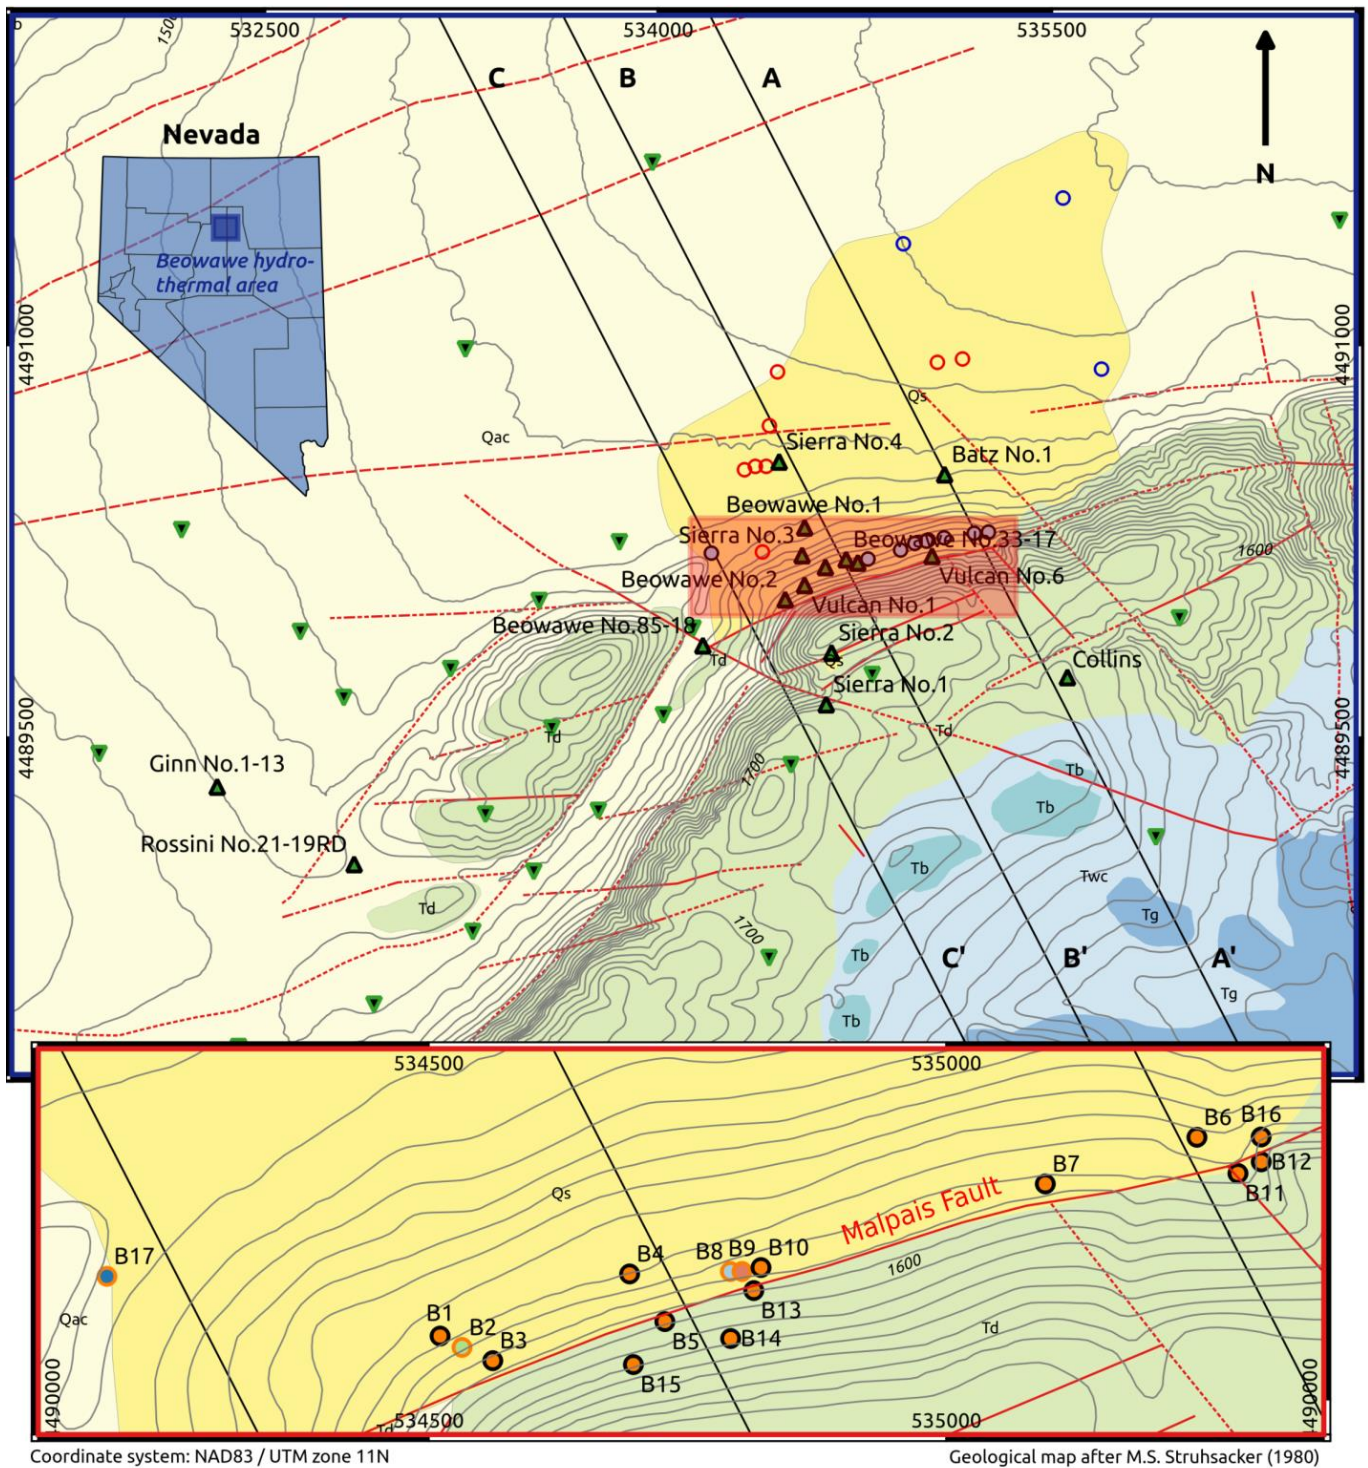 532500
534000
535500
b
1500
C
B
A
Nevada
N
Beowawe hydro-
thermal area
4491000
4491000
Qs
Qac
Sierra No.4
Batz No.1
Beowawe No.1
Sierra No.3
Beowawe No.33-17
1600
Beowawe No.2
Vulcan No.6
Vulcan No.1
Beowawe No.85-18
Sierra No.2
Td
Qs
Collins
Sierra No.1
4489500
4489500
Td
Td
Ginn No.1-13
1700
Tb
Tb
Rossini No.21-19RD
Tb
Twc
Td
Tg
1700
Tb
C'
B'
A'
Tg
Tb
534500
535000
B6
B16
B7
B12
B11
Qs
Malpais Fault
B17
B4
B8
B9
B10
1600
B13
Qac
B1
B2
B3
B5
B14
Td
B15
490000
490000
Td
534500
535000
Coordinate system: NAD83 / UTM zone 11N
Geological map after M.S. Struhsacker (1980)